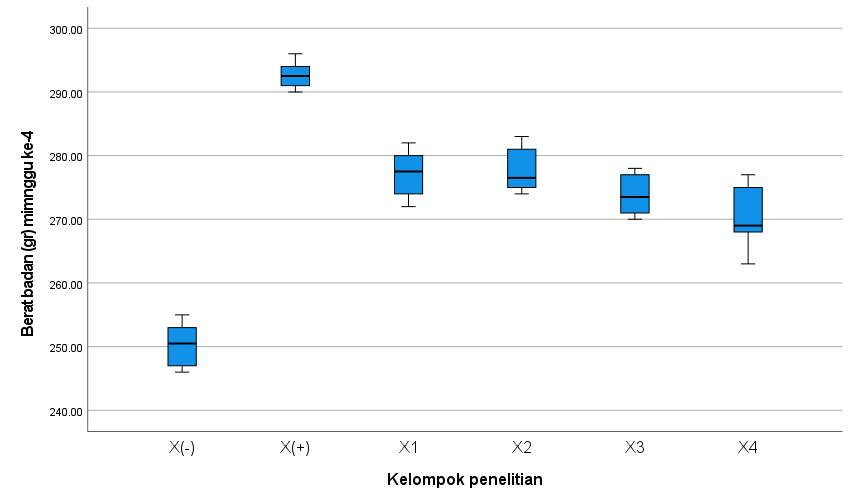 300.00
290.00
280.00
270.00
260.00
250.00
240.00
Berat badan (gr) mimnggu ke-4
X(-) X(+) X1 X2 X3 X4
Kelompok penelitian